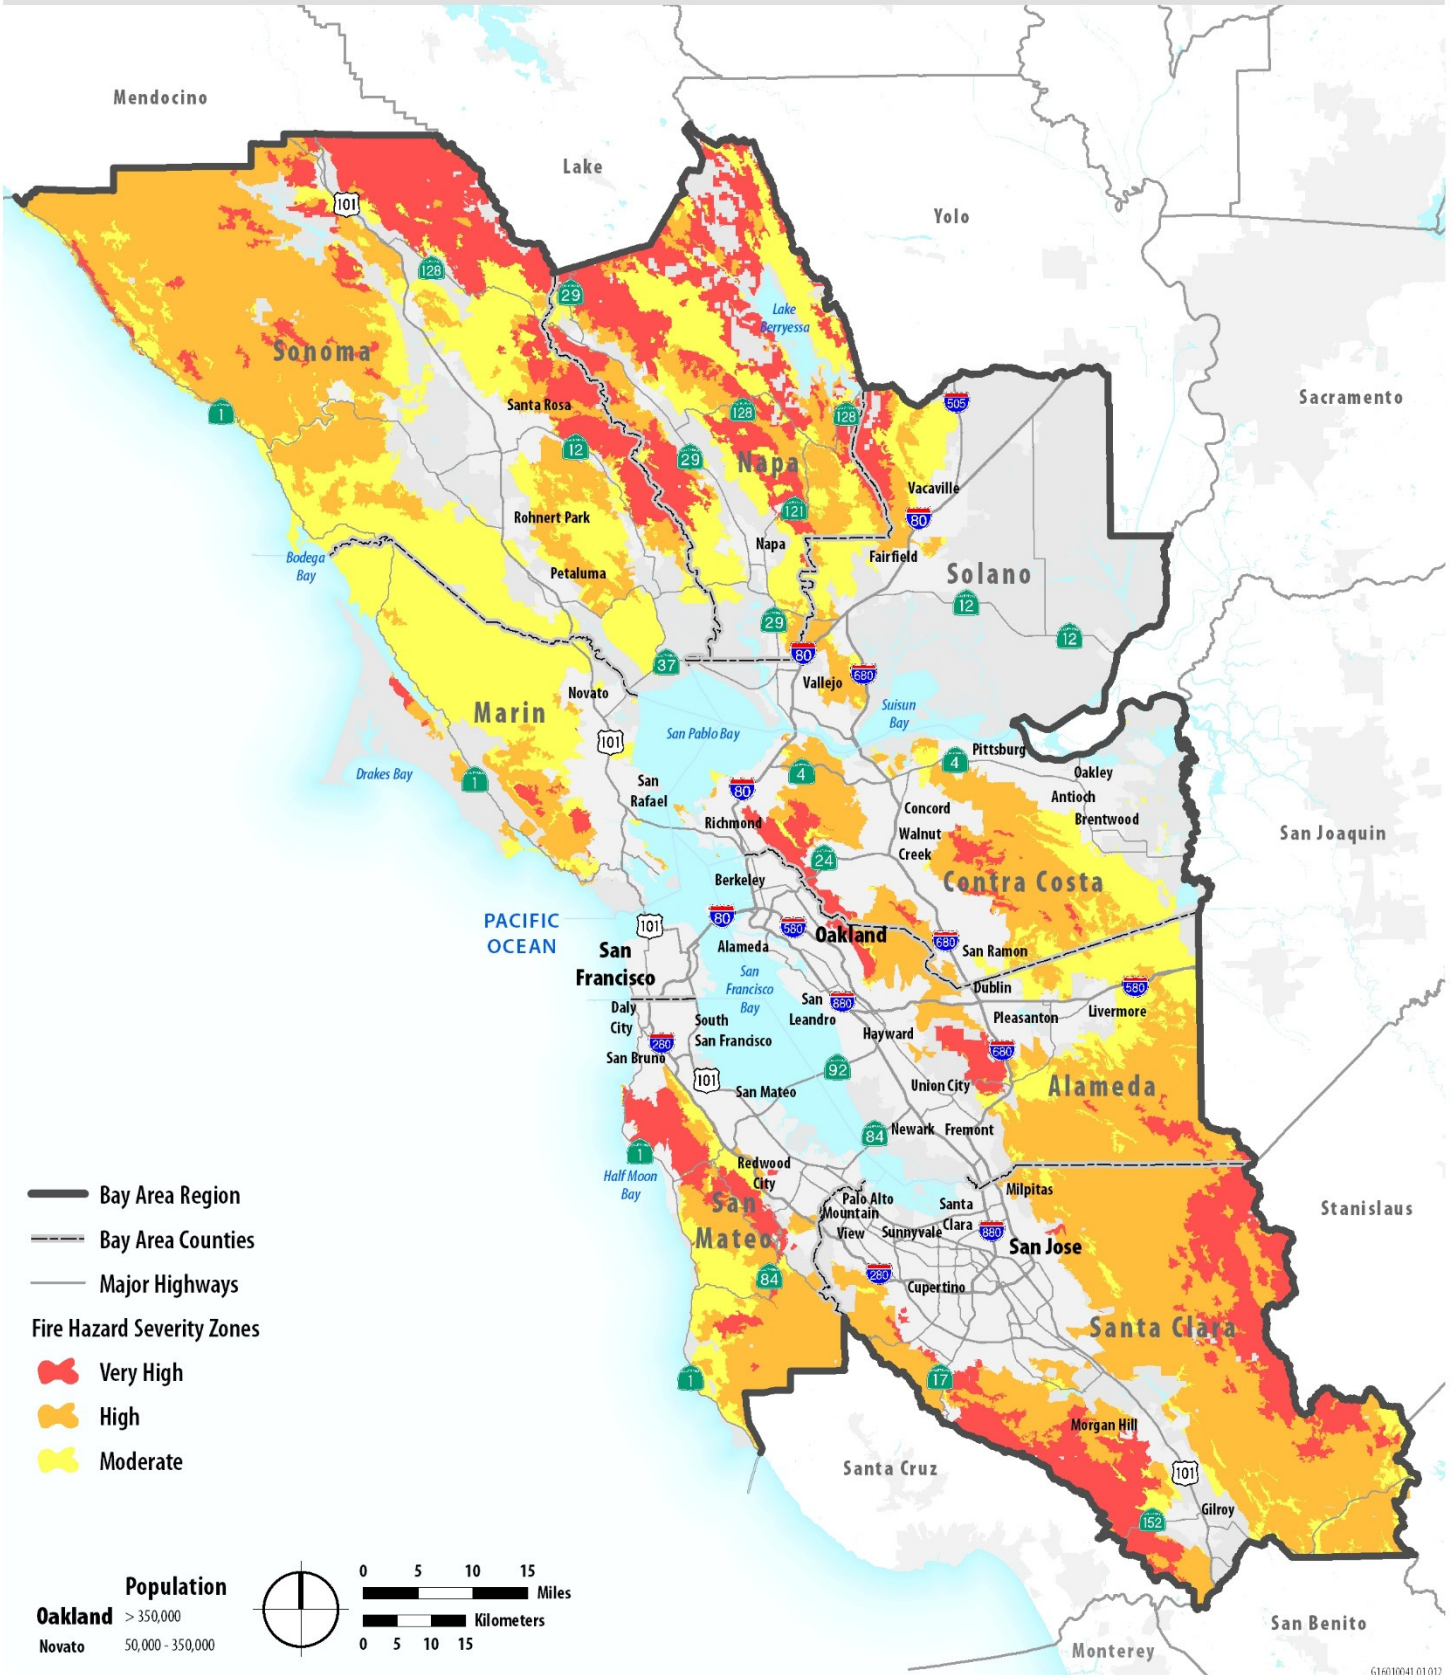 Mendocino
Lake
Yolo
101
128
29
Lake
Berryessa
Sonoma
Sacramento
1
505
Santa Rosa
128
128
12
29
Napa
Vacaville
121
80
Rohnert Park
Napa
Fairfield
Bodega
Bay
Petaluma
Solano
12
29
12
37
80
680
Vallejo
Novato
Marin
Suisun
Bay
San Pablo Bay
101
Pittsburg
4
4
Oakley
Drakes Bay
1
San
Rafael
80
Antioch
Concord
Brentwood
Richmond
Walnut
Creek
San Joaquin
24
Berkeley
Contra Costa
PACIFIC
OCEAN
101
80
580
Oakland
680
Alameda
San Ramon
San
Francisco
San
Francisco
Bay
Dublin
580
San
Leandro
880
Daly
City
Livermore
Pleasanton
South
San Francisco
Hayward
280
680
San Bruno
92
101
Union City
Alameda
San Mateo
84
Newark
Fremont
1
Redwood
City
Half Moon
Bay
Milpitas
Palo Alto
Mountain
View
Santa
Clara
San
Mateo
Sunnyvale
880
San Jose
Stanislaus
84
280
Cupertino
Santa Clara
1
17
Morgan Hill
Santa Cruz
101
152
Gilroy
San Benito
Monterey
Bay Area Region
Bay Area Counties
Major Highways
Fire Hazard Severity Zones
Very High
High
Moderate
Population
Oakland > 350,000
Novato 50,000 - 350,000
0 5 10 15
Miles
Kilometers
0 5 10 15